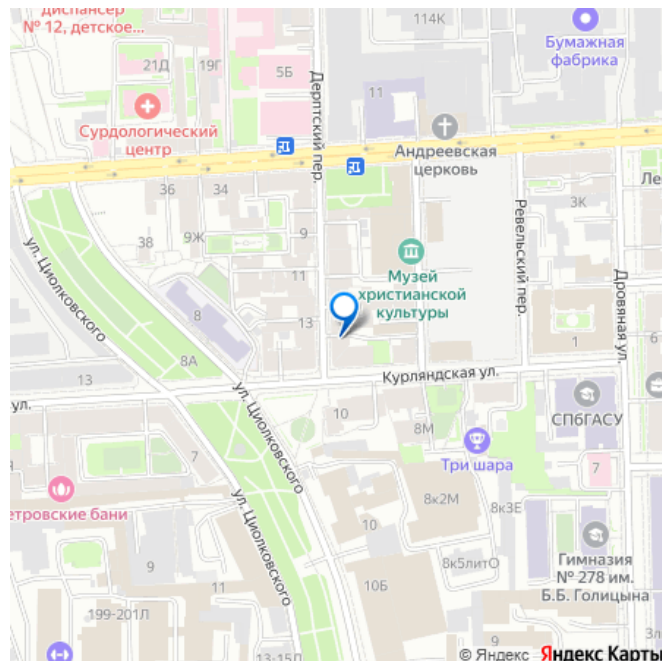 диспансер
№ 12, детское...
114К
Бумажная
фабрика
21Д
19Г
5Б
Дерптский пер.
11
Сурдологический
центр
Андреевская
церковь
Ле
36
34
3К
38
9Ж
9
Ревельский пер.
Дровяная ул.
ул. Циолковского
11
Музей
христианской
культуры
8
13
1
8А
13
Курляндская ул.
ул.
ул. Циолковского
10
8М
СПбГАСУ
Три шара
7
7
етровские бани
8к2М
ул. Циолковского
10
8к3Е
9
11
8к5литО
Гимназия
№ 278 им.
Б.Б. Голицына
10Б
199-201Л
9
13-15Л
3л
© Яндекс Яндекс Карты